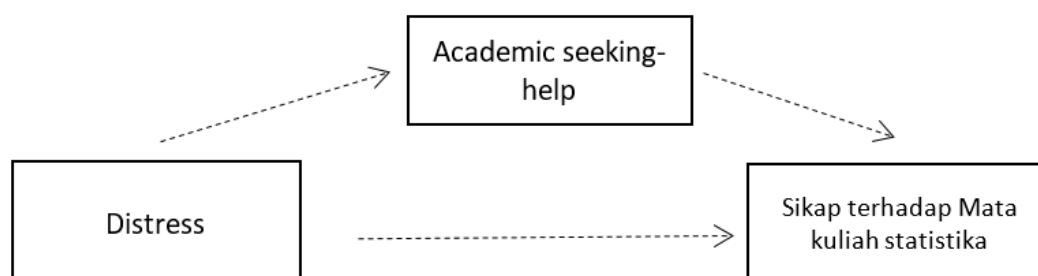 Academic seeking-
help
Distress
Sikap terhadap Mata
kuliah statistika